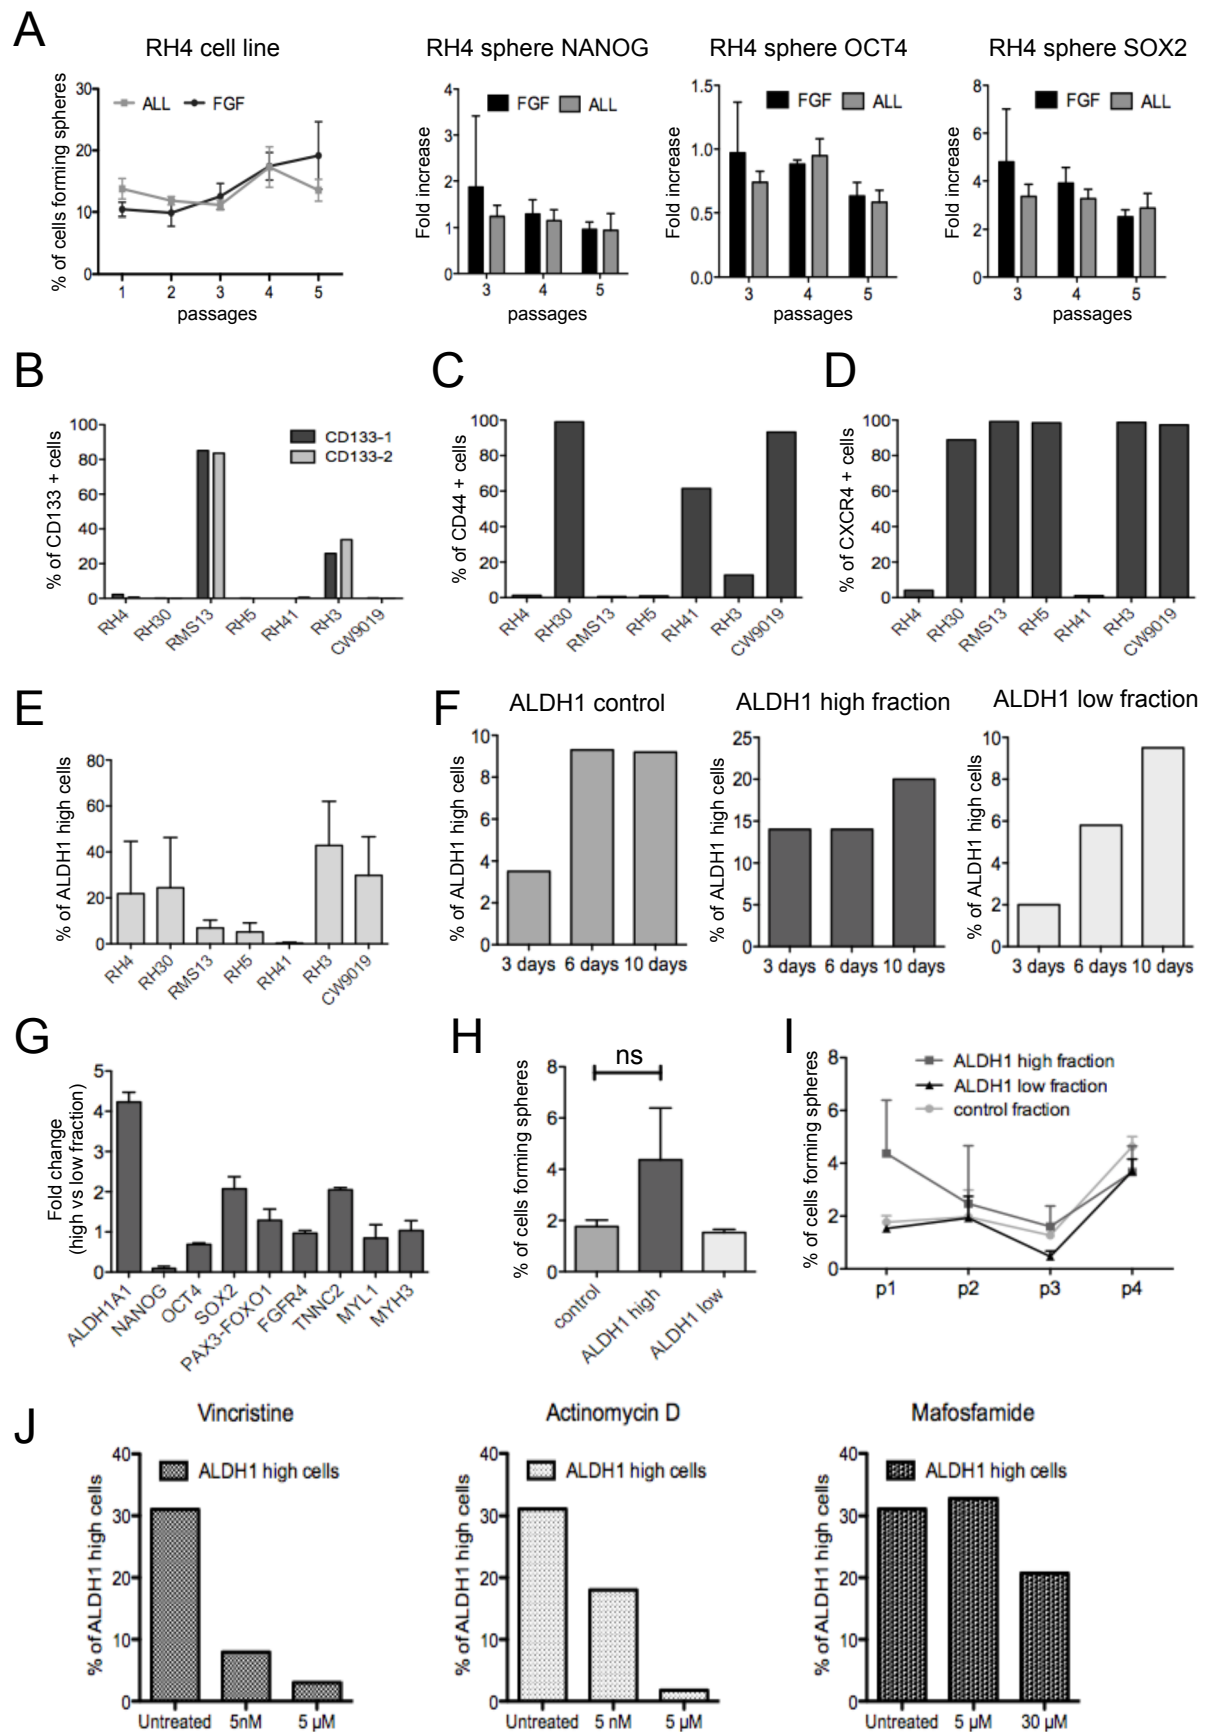 A
RH4 cell line
RH4 sphere NANOG
RH4 sphere OCT4
RH4 sphere SOX2
% of cells forming spheres
30
20
10
0
ALL
FGF
1 2 3 4 5
passages
Fold increase
4
3
2
1
0
FGF ALL
3 4 5
passages
Fold increase
1.5
1.0
0.5
0.0
FGF ALL
3 4 5
passages
Fold increase
8
6
4
2
0
FGF ALL
3 4 5
passages
B
% of CD133 + cells
100
80
60
40
20
0
CD133-1
CD133-2
RH4 RH30 RMS13 RH5 RH41 RH3 CW9019
C
% of CD44 + cells
100
80
60
40
20
0
RH4 RH30 RMS13 RH5 RH41 RH3 CW9019
D
% of CXCR4 + cells
100
80
60
40
20
0
RH4 RH30 RMS13 RH5 RH41 RH3 CW9019
E
% of ALDH1 high cells
80
60
40
20
0
RH4 RH30 RMS13 RH5 RH41 RH3 CW9019
F
ALDH1 control
% of ALDH1 high cells
10
8
6
4
2
0
3 days 6 days 10 days
ALDH1 high fraction
% of ALDH1 high cells
25
20
15
10
5
0
3 days 6 days 10 days
ALDH1 low fraction
% of ALDH1 high cells
10
8
6
4
2
0
3 days 6 days 10 days
G
Fold change
(high vs low fraction)
5
4
3
2
1
0
ALDH1A1 NANOG OCT4 SOX2 PAX3-FOXO1 FGFR4 TNNC2 MYL1 MYH3
H
% of cells forming spheres
8
6
4
2
0
ns
control ALDH1 high ALDH1 low
I
% of cells forming spheres
8
6
4
2
0
ALDH1 high fraction
ALDH1 low fraction
control fraction
p1 p2 p3 p4
J
Vincristine
% of ALDH1 high cells
40
30
20
10
0
ALDH1 high cells
Untreated 5nM 5 µM
Actinomycin D
% of ALDH1 high cells
40
30
20
10
0
ALDH1 high cells
Untreated 5 nM 5 µM
Mafosfamide
% of ALDH1 high cells
40
30
20
10
0
ALDH1 high cells
Untreated 5 µM 30 µM